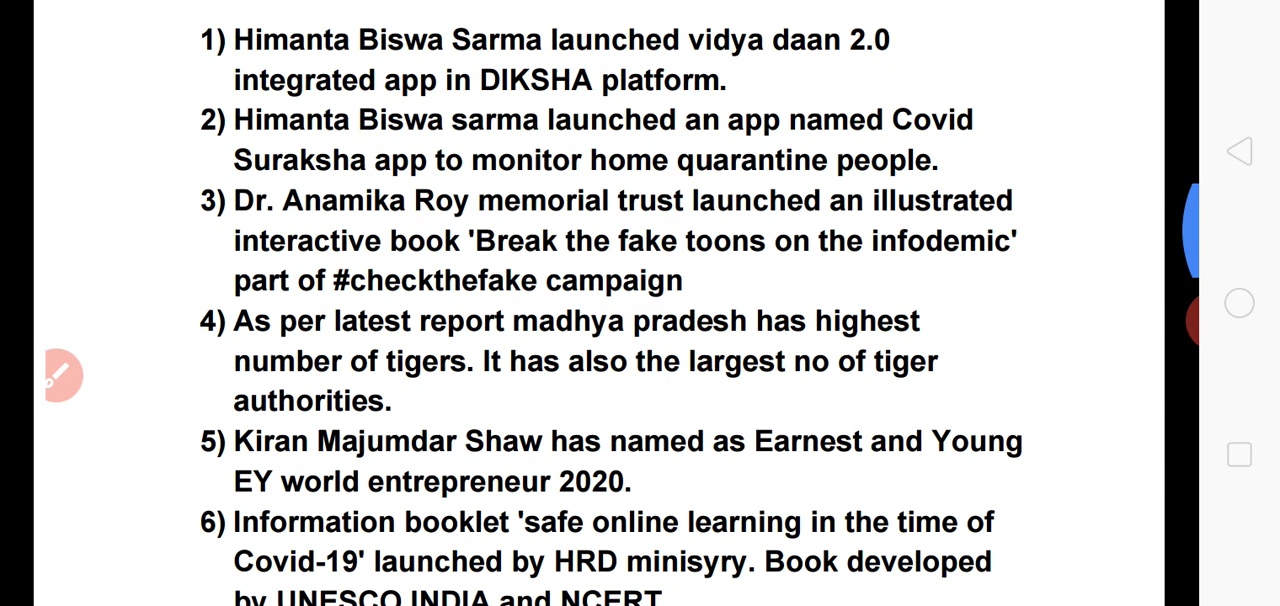 1) Himanta Biswa Sarma launched vidya daan 2.0
integrated app in DIKSHA platform.
2) Himanta Biswa sarma launched an app named Covid
Suraksha app to monitor home quarantine people.
3) Dr. Anamika Roy memorial trust launched an illustrated
interactive book 'Break the fake toons on the infodemic'
part of #checkthefake campaign
4) As per latest report madhya pradesh has highest
number of tigers. It has also the largest no of tiger
authorities.
5) Kiran Majumdar Shaw has named as Earnest and Young
EY world entrepreneur 2020.
6) Information booklet 'safe online learning in the time of
Covid-19' launched by HRD minisyry. Book developed
by UNESCO INDIA and NCERT